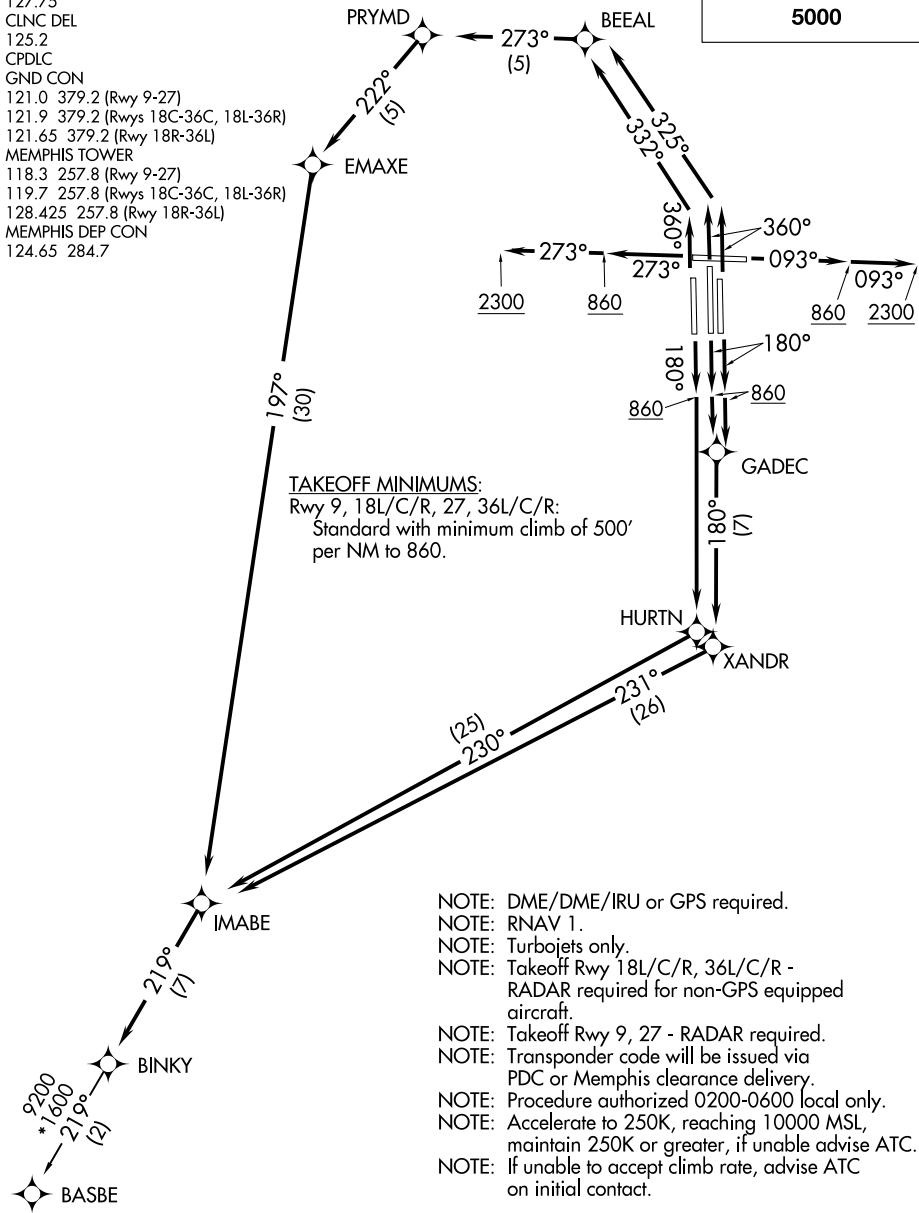 127.75
CLNC DEL
125.2
CPDLC
GND CON
121.0 379.2 (Rwy 9-27)
121.9 379.2 (Rwys 18C-36C, 18L-36R)
121.65 379.2 (Rwy 18R-36L)
MEMPHIS TOWER
118.3 257.8 (Rwy 9-27)
119.7 257.8 (Rwys 18C-36C, 18L-36R)
128.425 257.8 (Rwy 18R-36L)
MEMPHIS DEP CON
124.65 284.7
5000
PRYMD
273°
(5)
BEEAL
222°
(5)
EMAXE
332°
325°
360°
360°
273°
273°
093°
093°
2300
860
860
2300
180°
180°
860
860
GADEC
180°
(7)
197°
(30)
TAKEOFF MINIMUMS:
Rwy 9, 18L/C/R, 27, 36L/C/R:
Standard with minimum climb of 500'
per NM to 860.
HURTN
XANDR
231°
(26)
(25)
230°
IMABE
219°
(7)
BINKY
9200
*1600
219°
(2)
BASBE
NOTE: DME/DME/IRU or GPS required.
NOTE: RNAV 1.
NOTE: Turbojets only.
NOTE: Takeoff Rwy 18L/C/R, 36L/C/R -
RADAR required for non-GPS equipped
aircraft.
NOTE: Takeoff Rwy 9, 27 - RADAR required.
NOTE: Transponder code will be issued via
PDC or Memphis clearance delivery.
NOTE: Procedure authorized 0200-0600 local only.
NOTE: Accelerate to 250K, reaching 10000 MSL,
maintain 250K or greater, if unable advise ATC.
NOTE: If unable to accept climb rate, advise ATC
on initial contact.